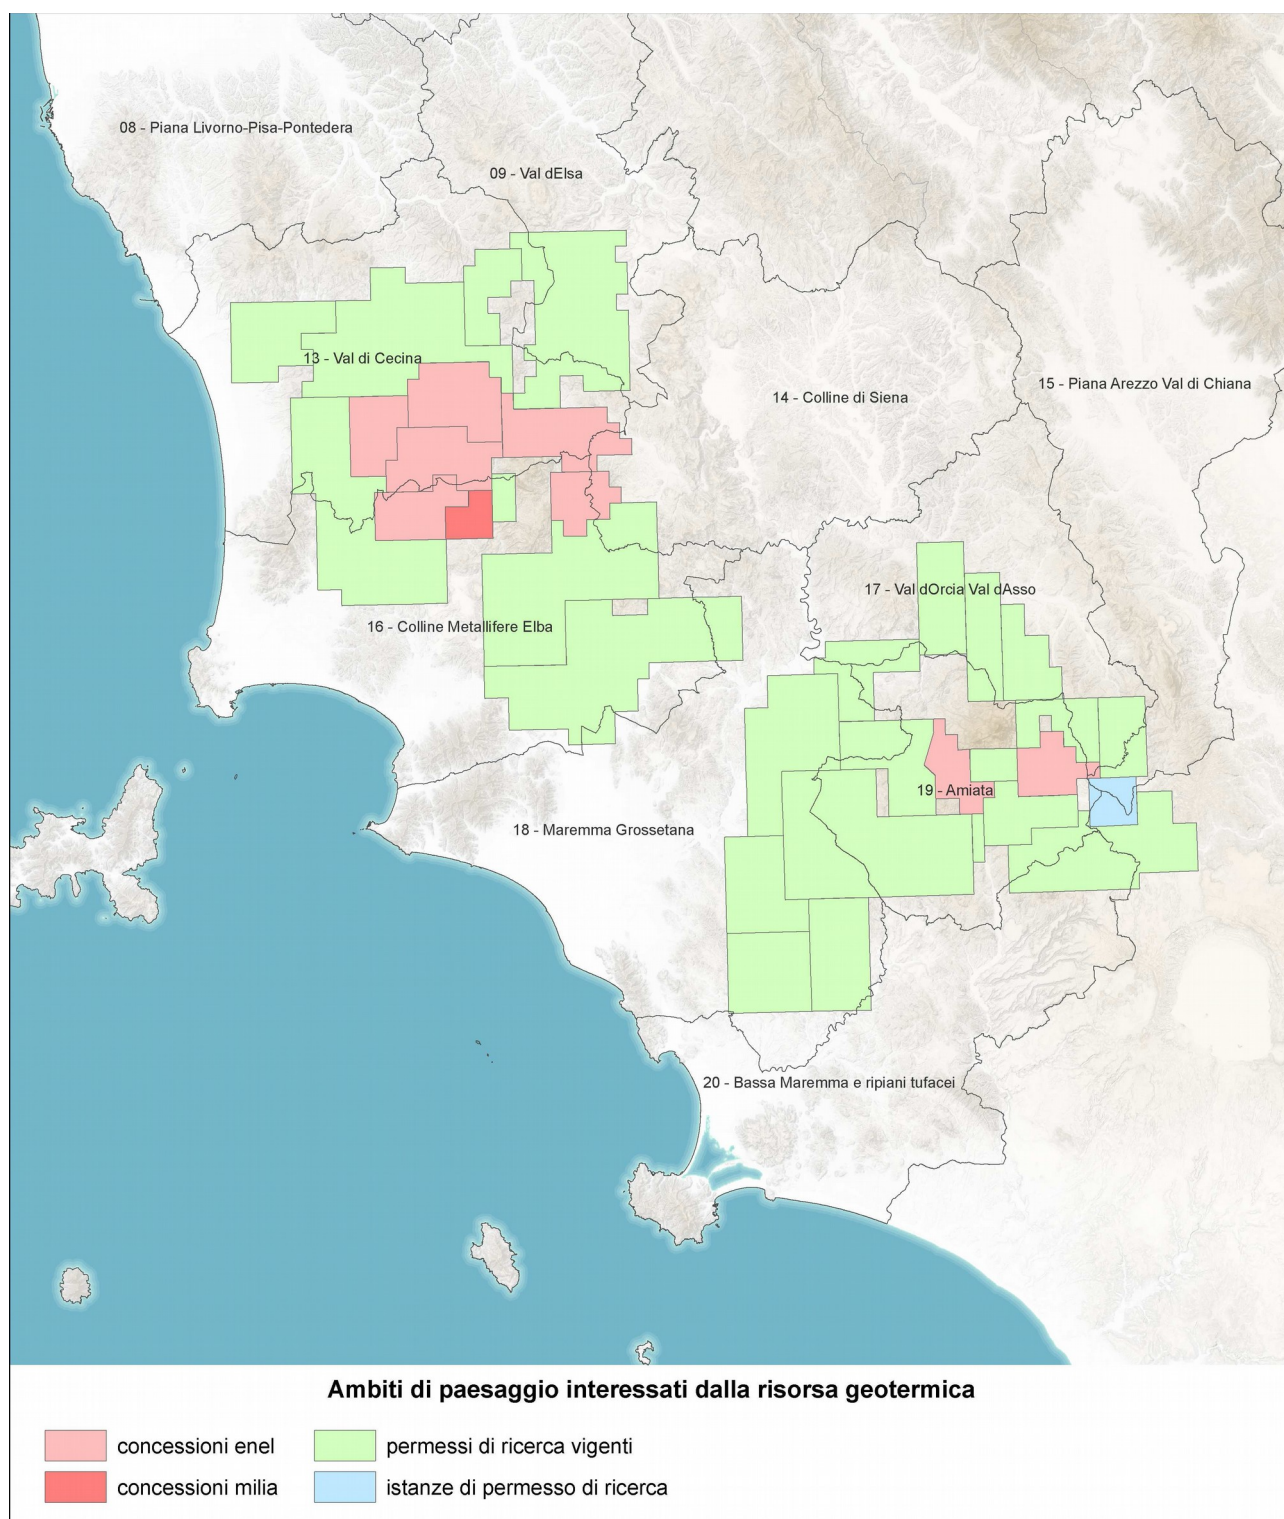 08 - Piana Livorno-Pisa-Pontedera
09 - Val dElsa
13 - Val di Cecina
15 - Piana Arezzo Val di Chiana
14 - Colline di Siena
17 - Val dOrcia Val dAsso
16 - Colline Metallifere Elba
19 - Amiata
18 - Maremma Grossetana
20 - Bassa Maremma e ripiani tufacei
Ambiti di paesaggio interessati dalla risorsa geotermica
concessioni enel
permessi di ricerca vigenti
concessioni milia
istanze di permesso di ricerca